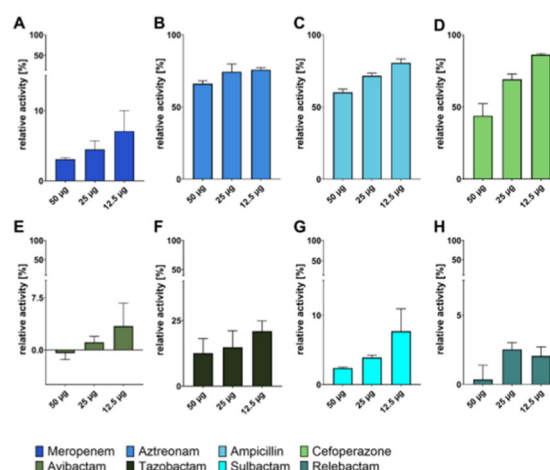 A
B
C
D
relative activity [%]
100
50
10
0
50 µg
25 µg
12.5 µg
relative activity [%]
100
50
0
50 µg
25 µg
12.5 µg
relative activity [%]
100
50
0
50 µg
25 µg
12.5 µg
relative activity [%]
100
50
0
50 µg
25 µg
12.5 µg
E
F
G
H
relative activity [%]
100
50
7.5
0.0
50 µg
25 µg
12.5 µg
relative activity [%]
100
50
25
0
50 µg
25 µg
12.5 µg
relative activity [%]
100
50
10
0
50 µg
25 µg
12.5 µg
relative activity [%]
100
50
5
0
50 µg
25 µg
12.5 µg
Meropenem Aztreonam Ampicillin Cefoperazone
Avibactam Tazobactam Sulbactam Relebactam